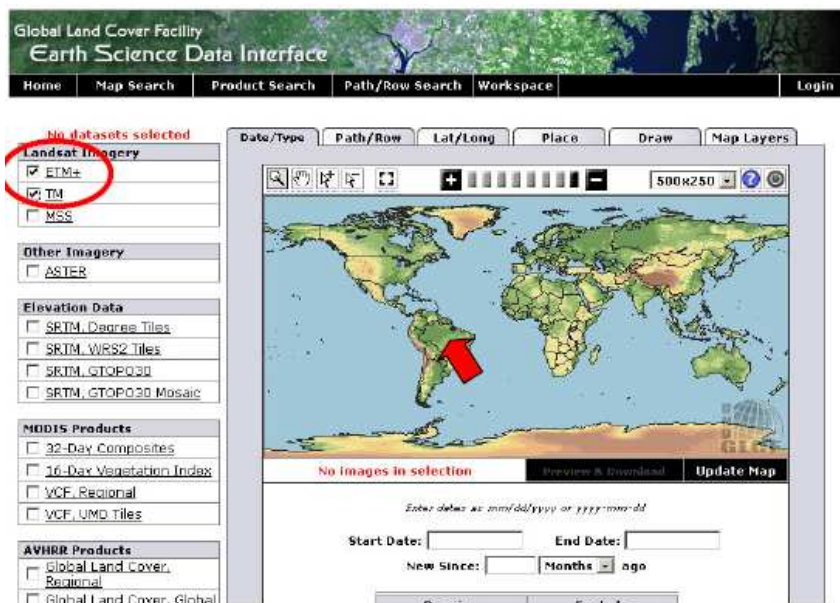 Global Land Cover Facility
Earth Science Data Interface
Home Map Search Product Search Path/Row Search Workspace Login
No datasets selected
Landsat Imagery
ETM+
TM
MSS
Other Imagery
ASTER
Elevation Data
SRTM, Degree Tiles
SRTM, WRS2 Tiles
SRTM, GTOPO30
SRTM, GTOPO30 Mosaic
MODIS Products
32-Day Composites
16-Day Vegetation Index
VCF, Regional
VCF, UMD Tiles
AVHRR Products
Global Land Cover,
Regional
Global Land Cover, Global
Date/Type Path/Row Lat/Long Place Draw Map Layers
500x250
GLCF
No images in selection Preview & Download Update Map
Enter dates as mm/dd/yyyy or yyyy-mm-dd
Start Date: End Date:
New Since: Months ago